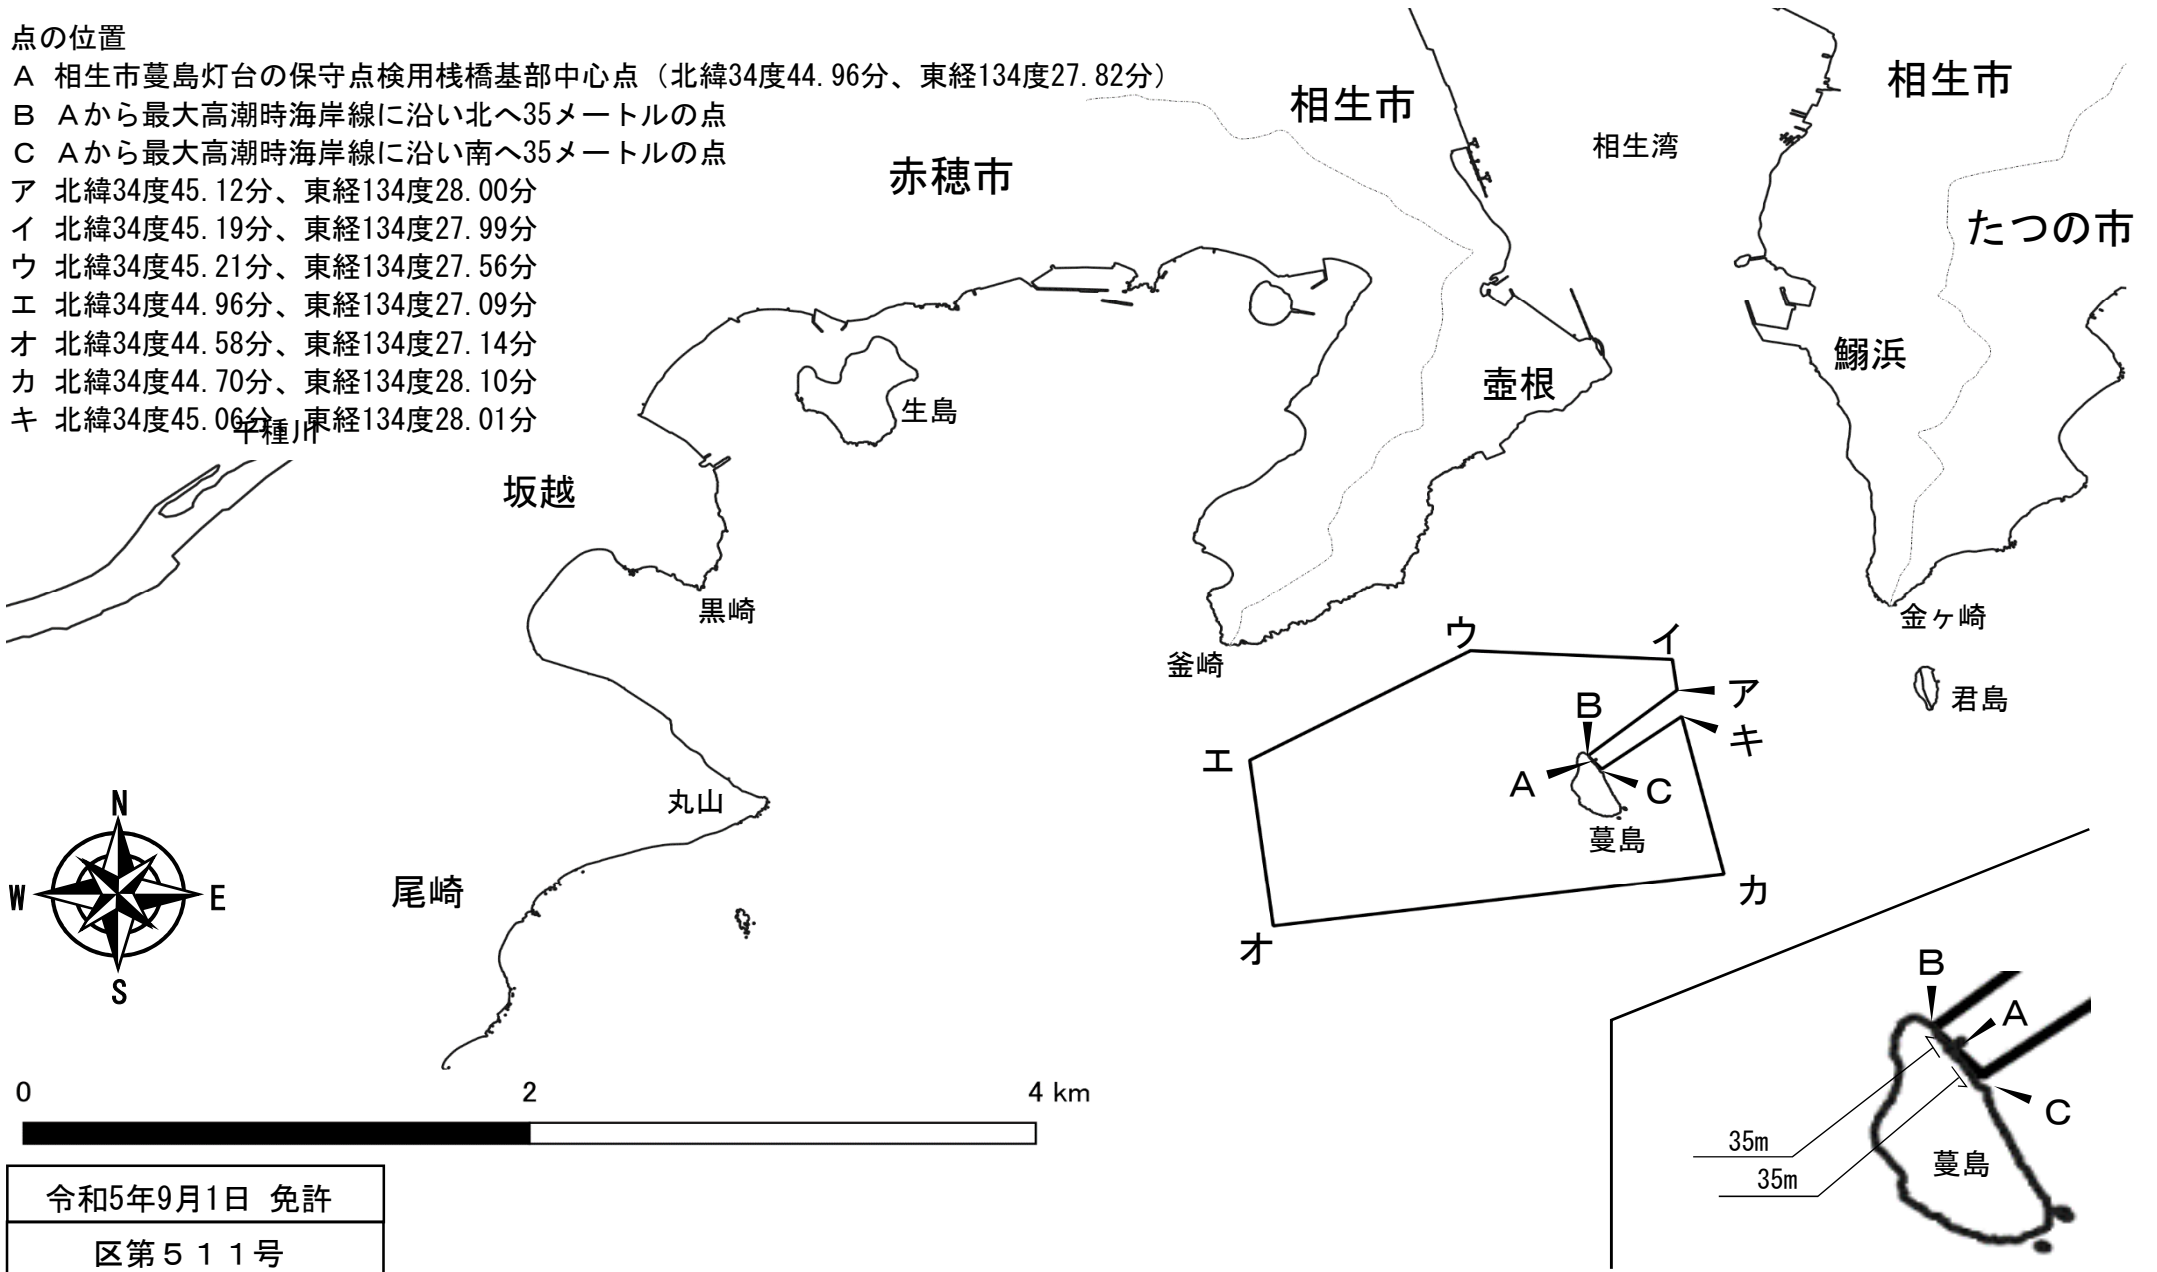 点の位置
A 相生市蔓島灯台の保守点検用桟橋基部中心点（北緯34度44.96分、東経134度27.82分）
B Aから最大高潮時海岸線に沿い北へ35メートルの点
C Aから最大高潮時海岸線に沿い南へ35メートルの点
ア 北緯34度45.12分、東経134度28.00分
イ 北緯34度45.19分、東経134度27.99分
ウ 北緯34度45.21分、東経134度27.56分
エ 北緯34度44.96分、東経134度27.09分
オ 北緯34度44.58分、東経134度27.14分
カ 北緯34度44.70分、東経134度28.10分
キ 北緯34度45.06分、東経134度28.01分
千種川
相生市
相生市
相生湾
赤穂市
たつの市
鰯浜
壺根
生島
坂越
黒崎
釜崎
金ヶ崎
君島
ウ
イ
ア
キ
B
エ
A
C
蔓島
カ
オ
丸山
尾崎
N
W
E
S
B
A
C
35m
35m
蔓島
0
2
4 km
令和5年9月1日 免許
区第５１１号